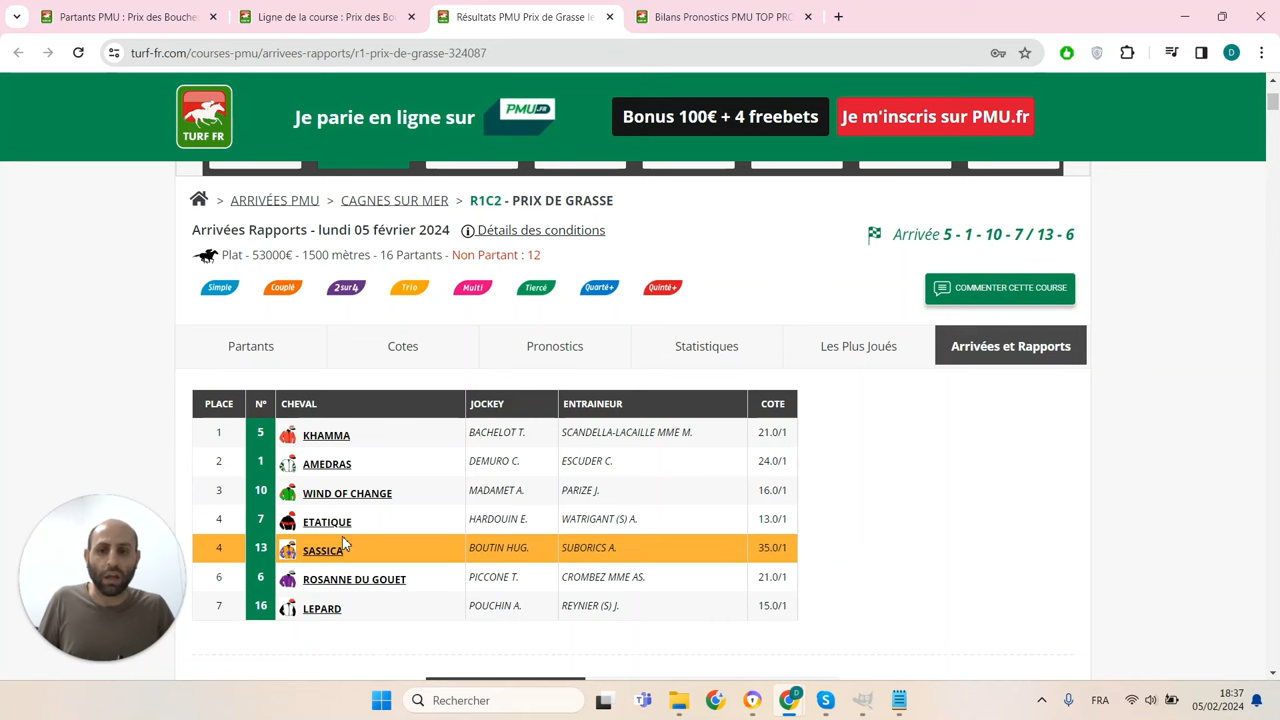 Partants PMU : Prix des Bouche
Ligne de la course : Prix des Bo
Résultats PMU Prix de Grasse le
Bilans Pronostics PMU TOP PRO
turf-fr.com/courses-pmu/arrivees-rapports/r1-prix-de-grasse-324087
D
TURF FR
Je parie en ligne sur
PMU.FR
Bonus 100€ + 4 freebets
Je m'inscris sur PMU.fr
> ARRIVÉES PMU > CAGNES SUR MER > R1C2 - PRIX DE GRASSE
Arrivées Rapports - lundi 05 février 2024 Détails des conditions
Arrivée 5 - 1 - 10 - 7 / 13 - 6
Plat - 53000€ - 1500 mètres - 16 Partants - Non Partant : 12
Simple Couplé 2sur4 Trio Multi Tiercé Quarté+ Quinté+
COMMENTER CETTE COURSE
Partants Cotes Pronostics Statistiques Les Plus Joués Arrivées et Rapports
PLACE N° CHEVAL JOCKEY ENTRAINEUR COTE
1 5 KHAMMA BACHELOT T. SCANDELLA-LACAILLE MME M. 21.0/1
2 1 AMEDRAS DEMURO C. ESCUDER C. 24.0/1
3 10 WIND OF CHANGE MADAMET A. PARIZE J. 16.0/1
4 7 ETATIQUE HARDOUIN E. WATRIGANT (S) A. 13.0/1
4 13 SASSICA BOUTIN HUG. SUBORICS A. 35.0/1
6 6 ROSANNE DU GOUET PICCONE T. CROMBEZ MME AS. 21.0/1
7 16 LEPARD POUCHIN A. REYNIER (S) J. 15.0/1
Rechercher
D
FRA
18:37
05/02/2024